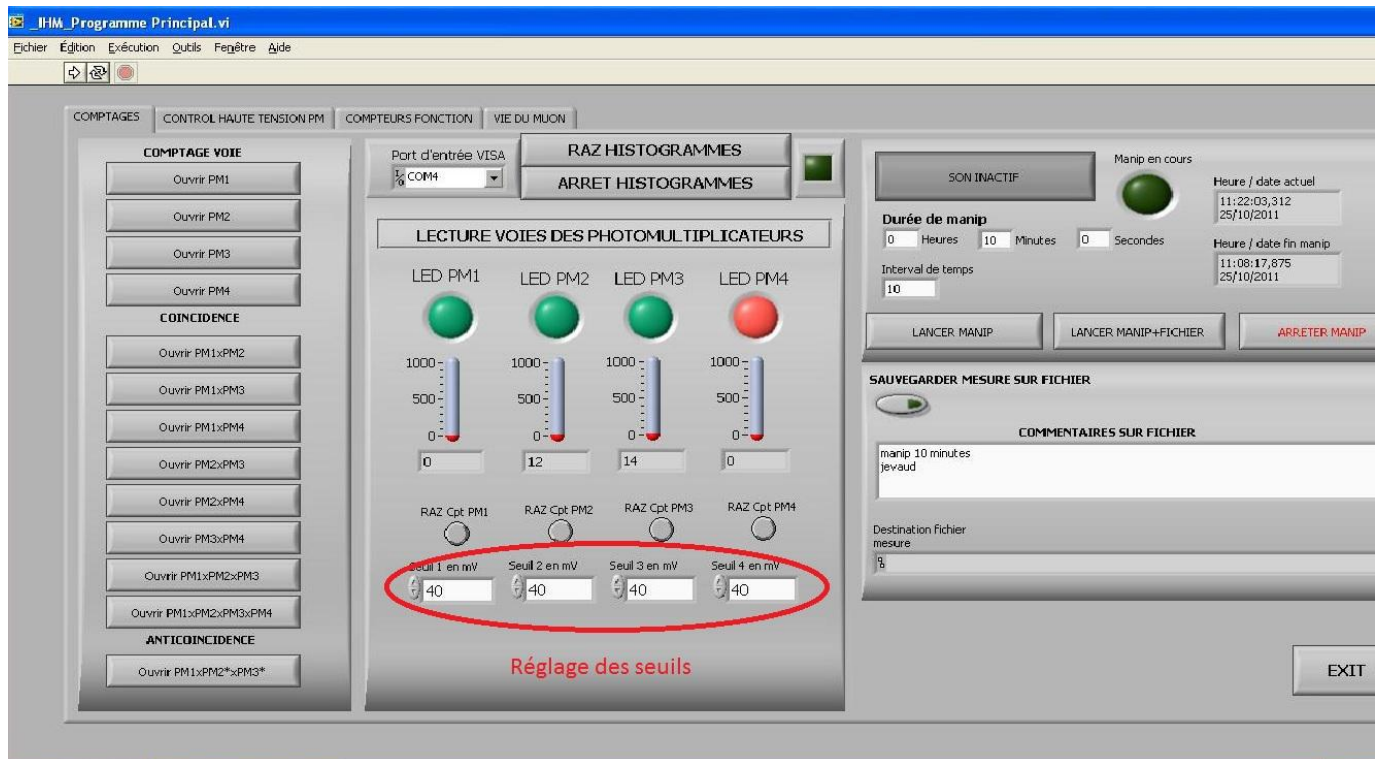 _IHM_Programme Principal.vi
Fichier Édition Exécution Outils Fenêtre Aide
COMPTAGES CONTROL HAUTE TENSION PM COMPTEURS FONCTION VIE DU MUON
COMPTAGE VOIE
Ouvrir PM1
Ouvrir PM2
Ouvrir PM3
Ouvrir PM4
COINCIDENCE
Ouvrir PM1xPM2
Ouvrir PM1xPM3
Ouvrir PM1xPM4
Ouvrir PM2xPM3
Ouvrir PM2xPM4
Ouvrir PM3xPM4
Ouvrir PM1xPM2xPM3
Ouvrir PM1xPM2xPM3xPM4
ANTICOINCIDENCE
Ouvrir PM1xPM2*xPM3*
Port d'entrée VISA
COM4
RAZ HISTOGRAMMES
ARRET HISTOGRAMMES
LECTURE VOIES DES PHOTOMULTIPLICATEURS
LED PM1 LED PM2 LED PM3 LED PM4
1000 1000 1000 1000
500 500 500 500
0 0 0 0
0 12 14 0
RAZ Cpt PM1 RAZ Cpt PM2 RAZ Cpt PM3 RAZ Cpt PM4
Seuil 1 en mV Seuil 2 en mV Seuil 3 en mV Seuil 4 en mV
40 40 40 40
Réglage des seuils
SON INACTIF
Manip en cours
Heure / date actuel
11:22:03,312
25/10/2011
Durée de manip
0 Heures 10 Minutes 0 Secondes
Heure / date fin manip
11:08:17,875
25/10/2011
Interval de temps
10
LANCER MANIP LANCER MANIP+FICHIER ARRETER MANIP
SAUVEGARDER MESURE SUR FICHIER
COMMENTAIRES SUR FICHIER
manip 10 minutes
jevaud
Destination fichier
mesure
EXIT